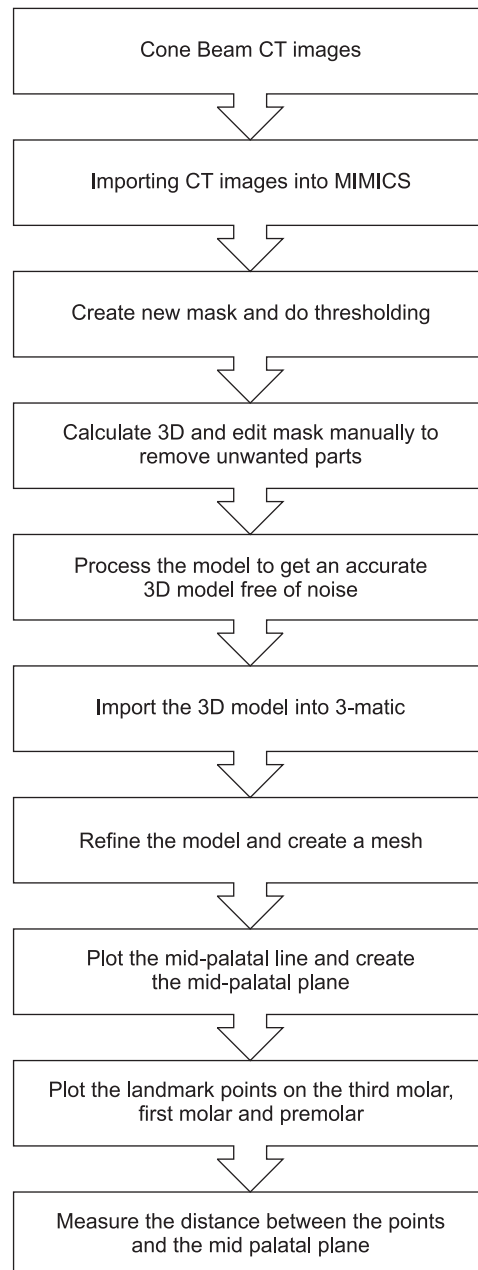 Cone Beam CT images
Importing CT images into MIMICS
Create new mask and do thresholding
Calculate 3D and edit mask manually to
remove unwanted parts
Process the model to get an accurate
3D model free of noise
Import the 3D model into 3-matic
Refine the model and create a mesh
Plot the mid-palatal line and create
the mid-palatal plane
Plot the landmark points on the third molar,
first molar and premolar
Measure the distance between the points
and the mid palatal plane